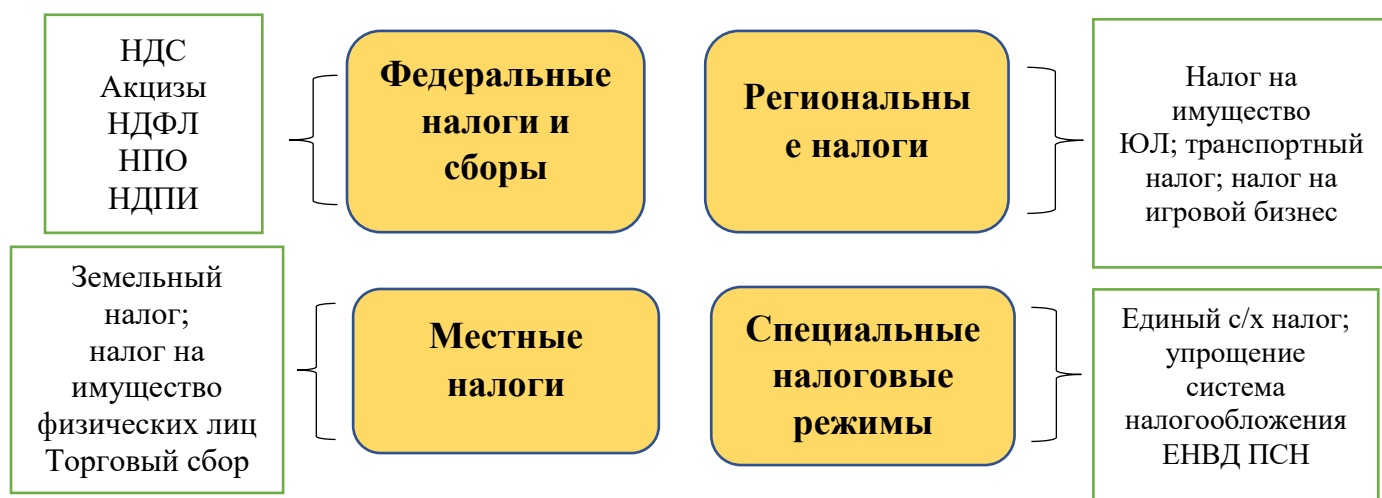 НДС
Акцизы
НДФЛ
НПО
НДПИ
Федеральные
налоги и
сборы
Региональны
е налоги
Налог на
имущество
ЮЛ; транспортный
налог; налог на
игровой бизнес
Земельный
налог;
налог на
имущество
физических лиц
Торговый сбор
Местные
налоги
Специальные
налоговые
режимы
Единый с/х налог;
упрощение
система
налогообложения
ЕНВД ПСН